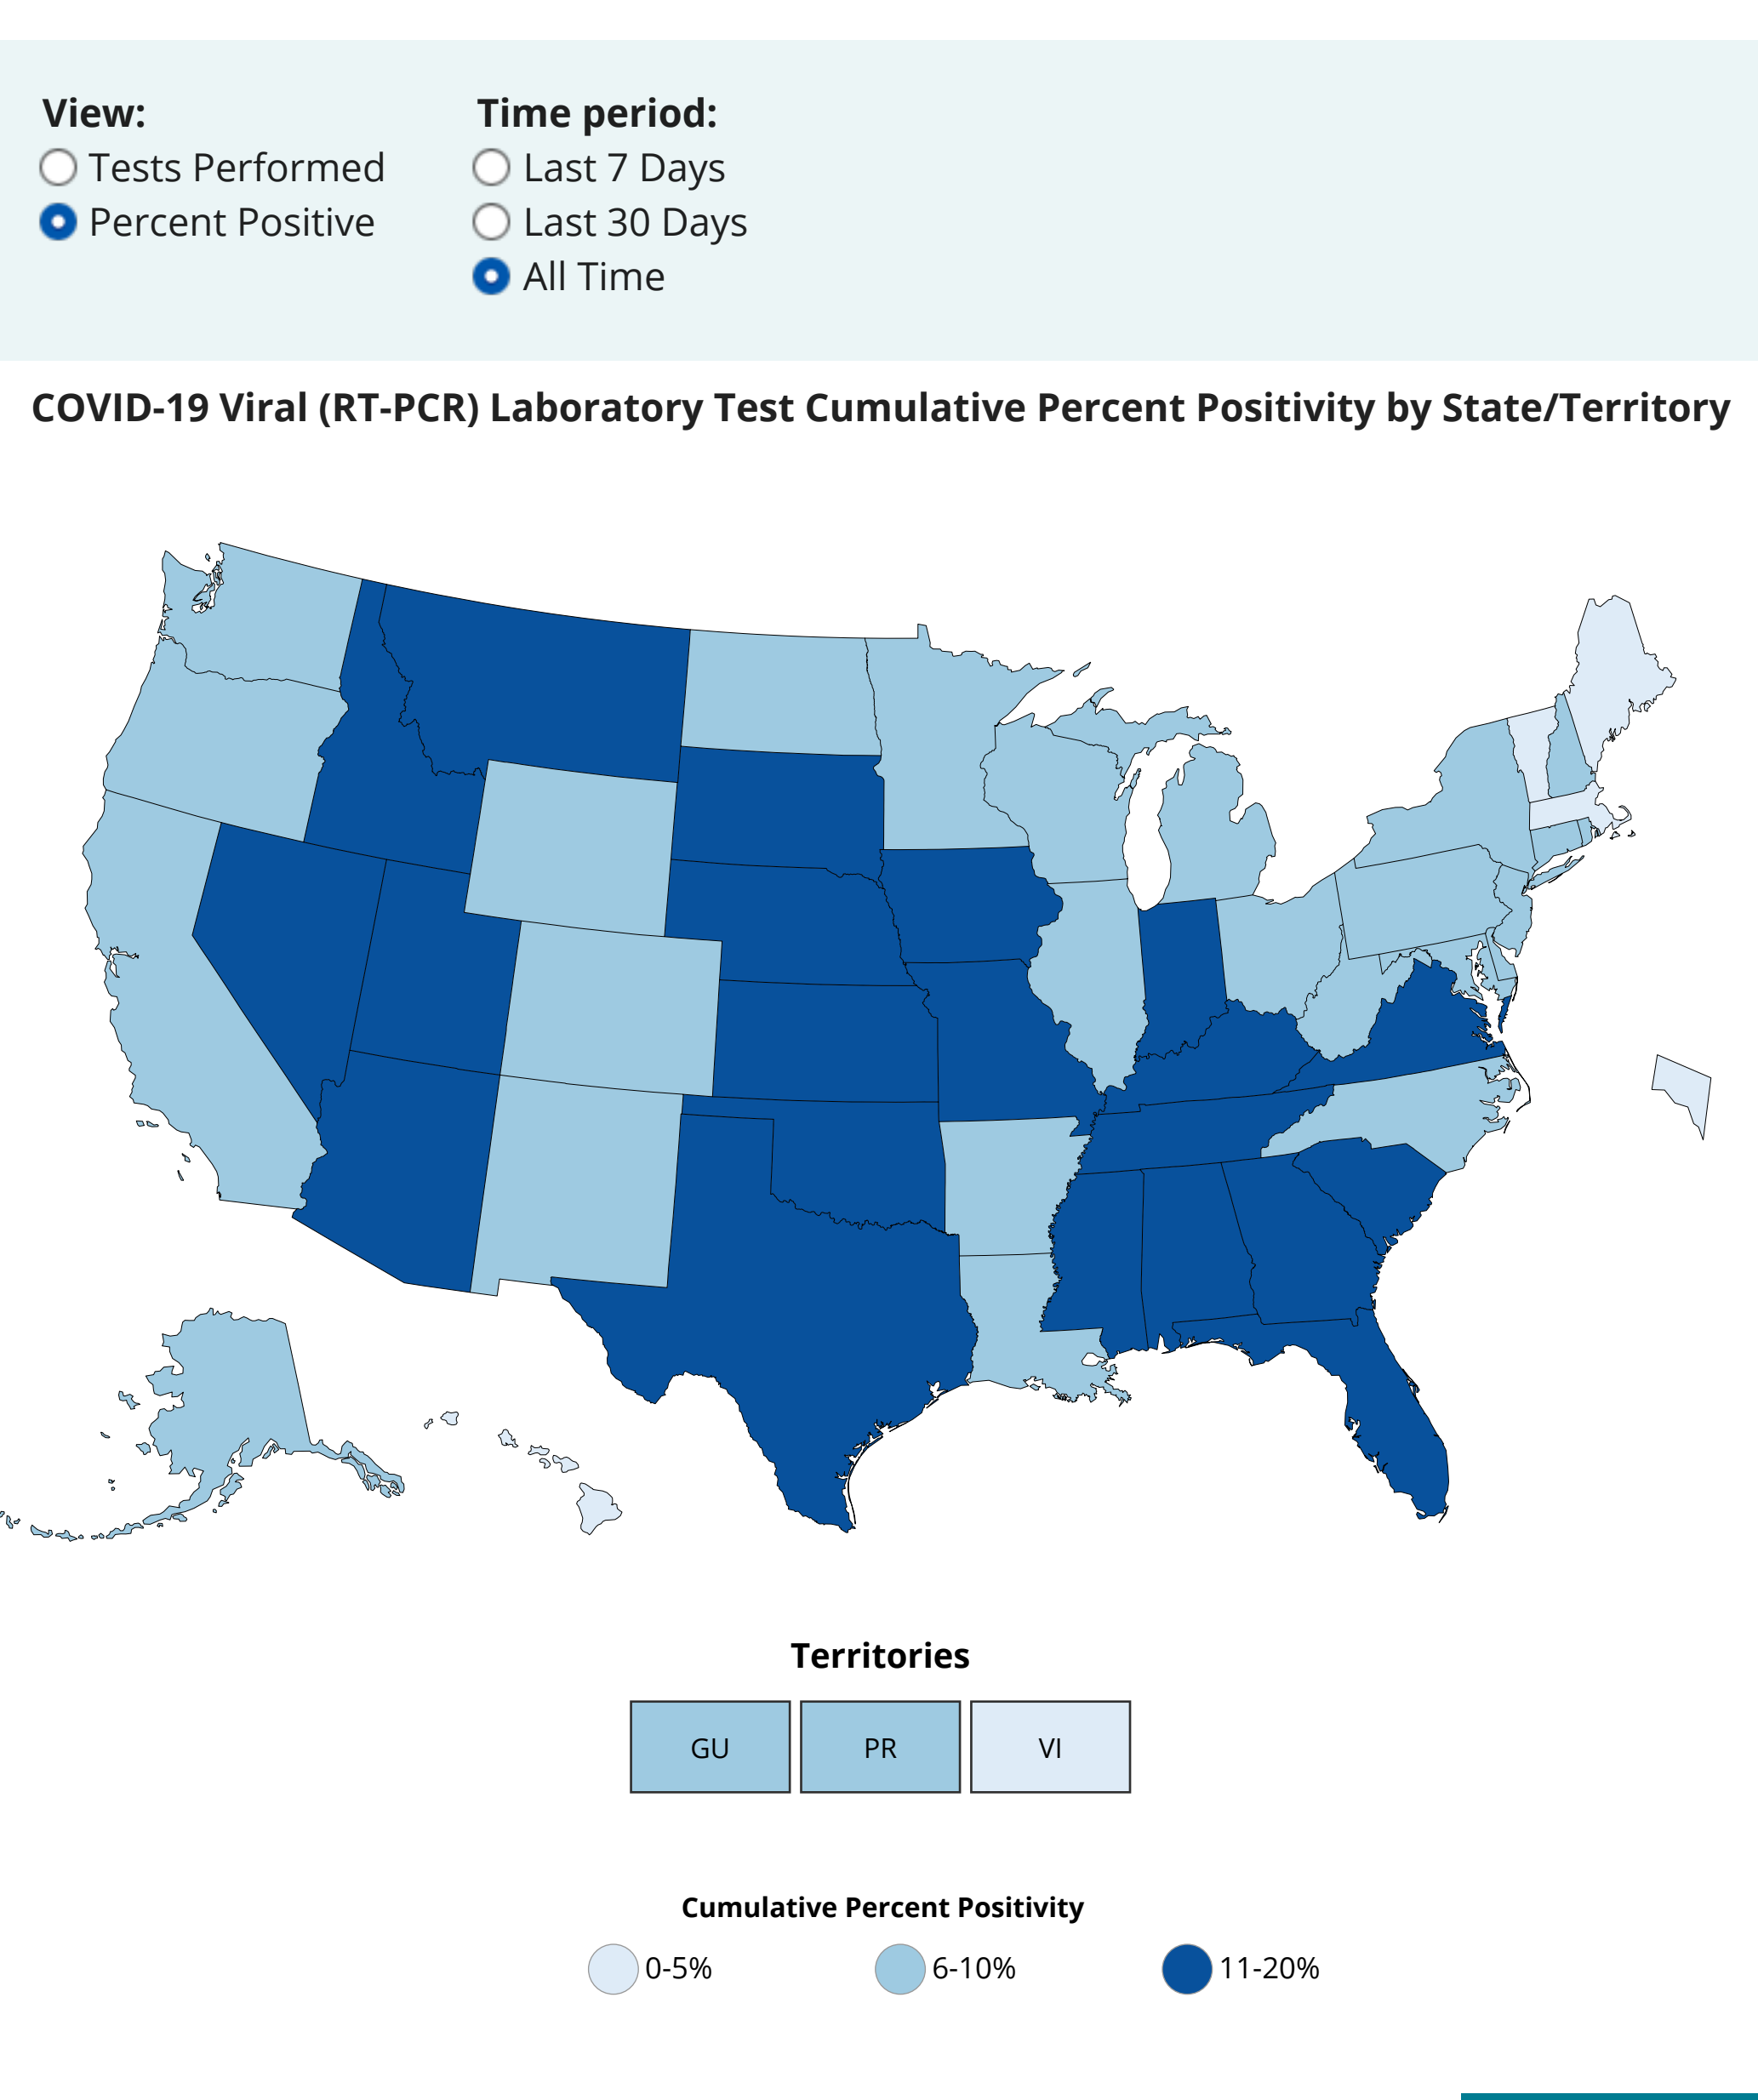 View:
Tests Performed
Percent Positive
Time period:
Last 7 Days
Last 30 Days
All Time
COVID-19 Viral (RT-PCR) Laboratory Test Cumulative Percent Positivity by State/Territory
Territories
GU
PR
VI
Cumulative Percent Positivity
0-5%
6-10%
11-20%